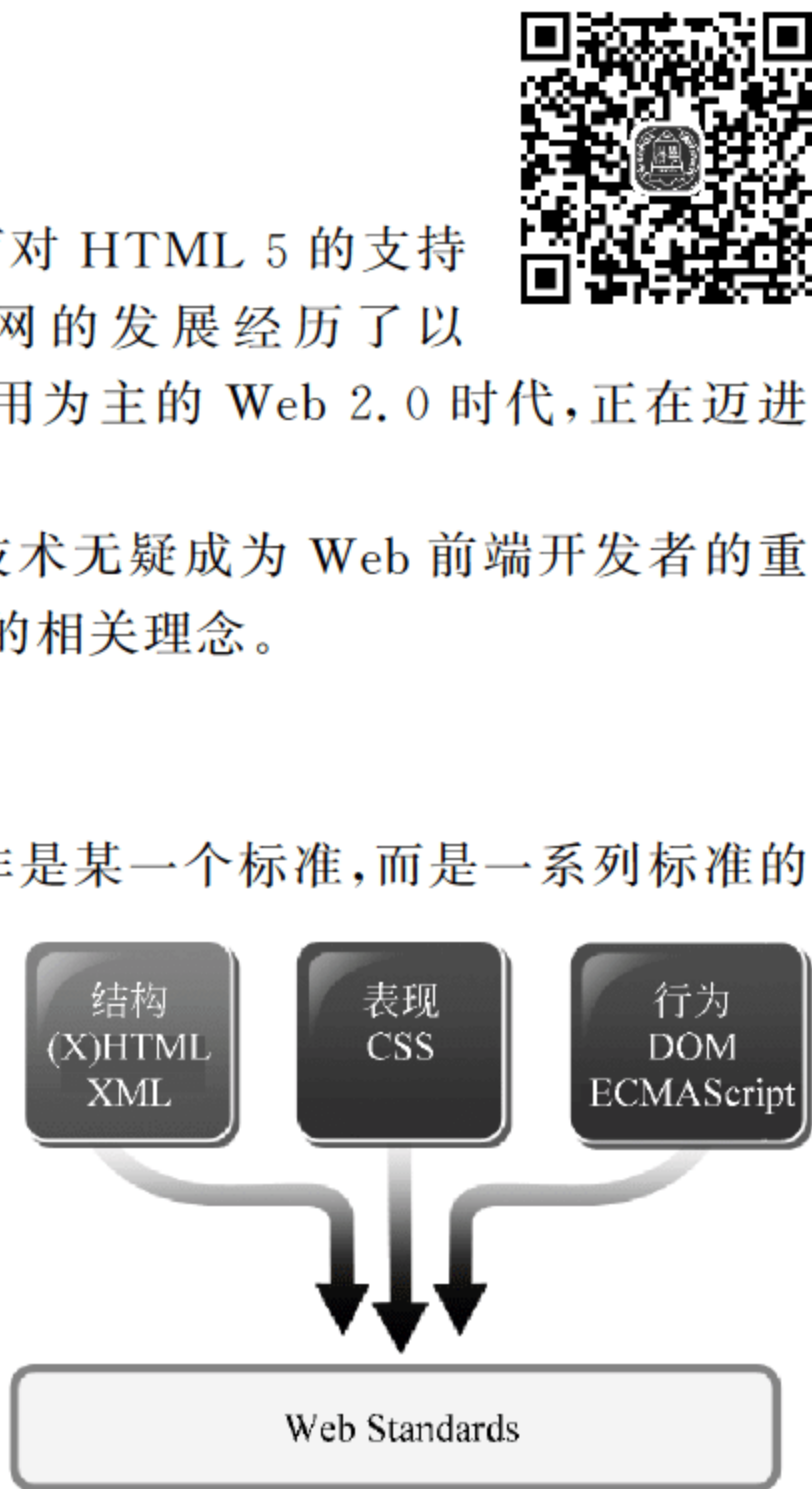 对 HTML 5 的支持
网的发展经历了以
用为主的 Web 2.0 时代，正在迈进
术无疑成为 Web 前端开发者的重
的相关理念。
是某一个标准，而是一系列标准的
结构
(X)HTML
XML
表现
CSS
行为
DOM
ECMAScript
Web Standards